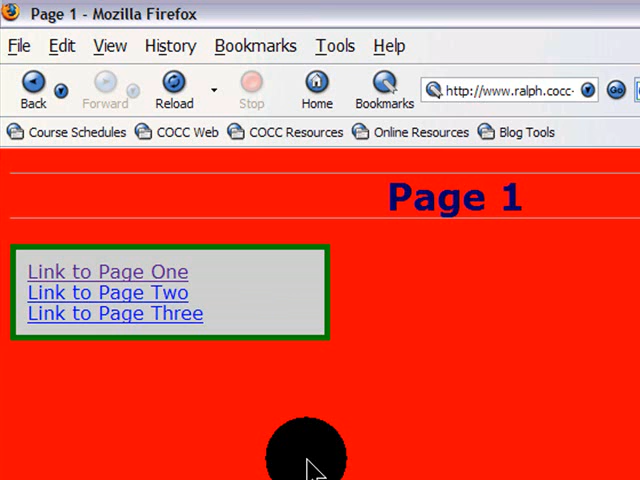 Page 1 - Mozilla Firefox
File Edit View History Bookmarks Tools Help
Back Forward Reload Stop Home Bookmarks http://www.ralph.cocc- Go
Course Schedules COCC Web COCC Resources Online Resources Blog Tools
Page 1
Link to Page One
Link to Page Two
Link to Page Three